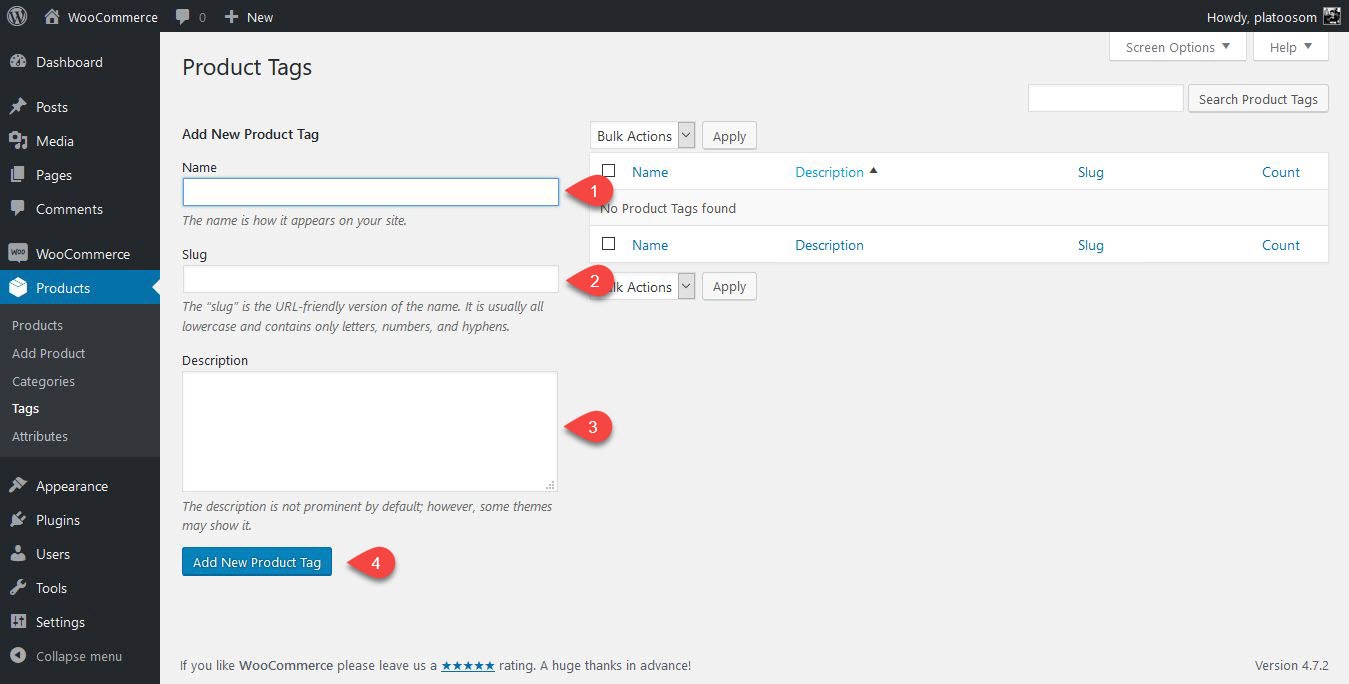 WooCommerce 0 New
Howdy, platoosom
Dashboard
Posts
Media
Pages
Comments
WooCommerce
Products
Products
Add Product
Categories
Tags
Attributes
Appearance
Plugins
Users
Tools
Settings
Collapse menu
Screen Options Help
Product Tags
Search Product Tags
Add New Product Tag
Name
1
The name is how it appears on your site.
Slug
2
The “slug” is the URL-friendly version of the name. It is usually all
lowercase and contains only letters, numbers, and hyphens.
Description
3
The description is not prominent by default; however, some themes
may show it.
Add New Product Tag
4
Bulk Actions Apply
Name Description Slug Count
No Product Tags found
Name Description Slug Count
lk Actions Apply
If you like WooCommerce please leave us a ★★★★★ rating. A huge thanks in advance!
Version 4.7.2